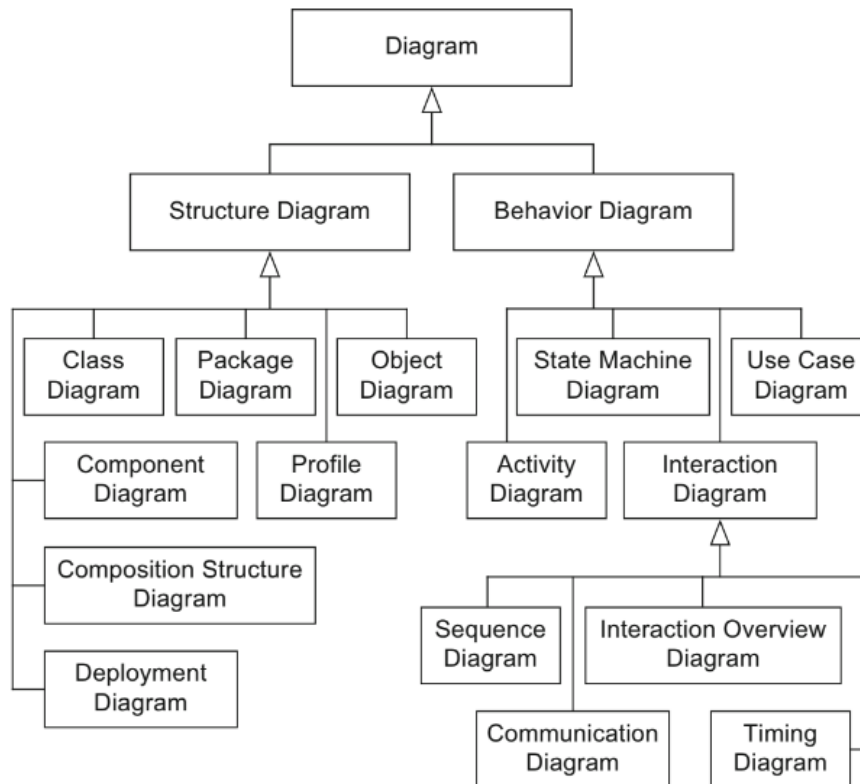 Diagram
Structure Diagram
Behavior Diagram
Class
Diagram
Package
Diagram
Object
Diagram
State Machine
Diagram
Use Case
Diagram
Component
Diagram
Profile
Diagram
Activity
Diagram
Interaction
Diagram
Composition Structure
Diagram
Sequence
Diagram
Interaction Overview
Diagram
Deployment
Diagram
Communication
Diagram
Timing
Diagram